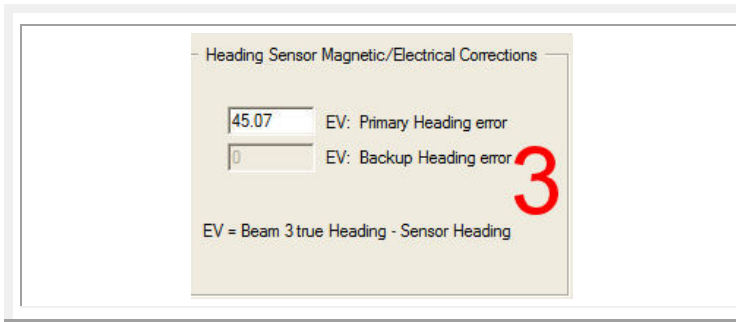 Heading Sensor Magnetic/Electrical Corrections
45.07 EV: Primary Heading error
0 EV: Backup Heading error
3
EV = Beam 3 true Heading - Sensor Heading